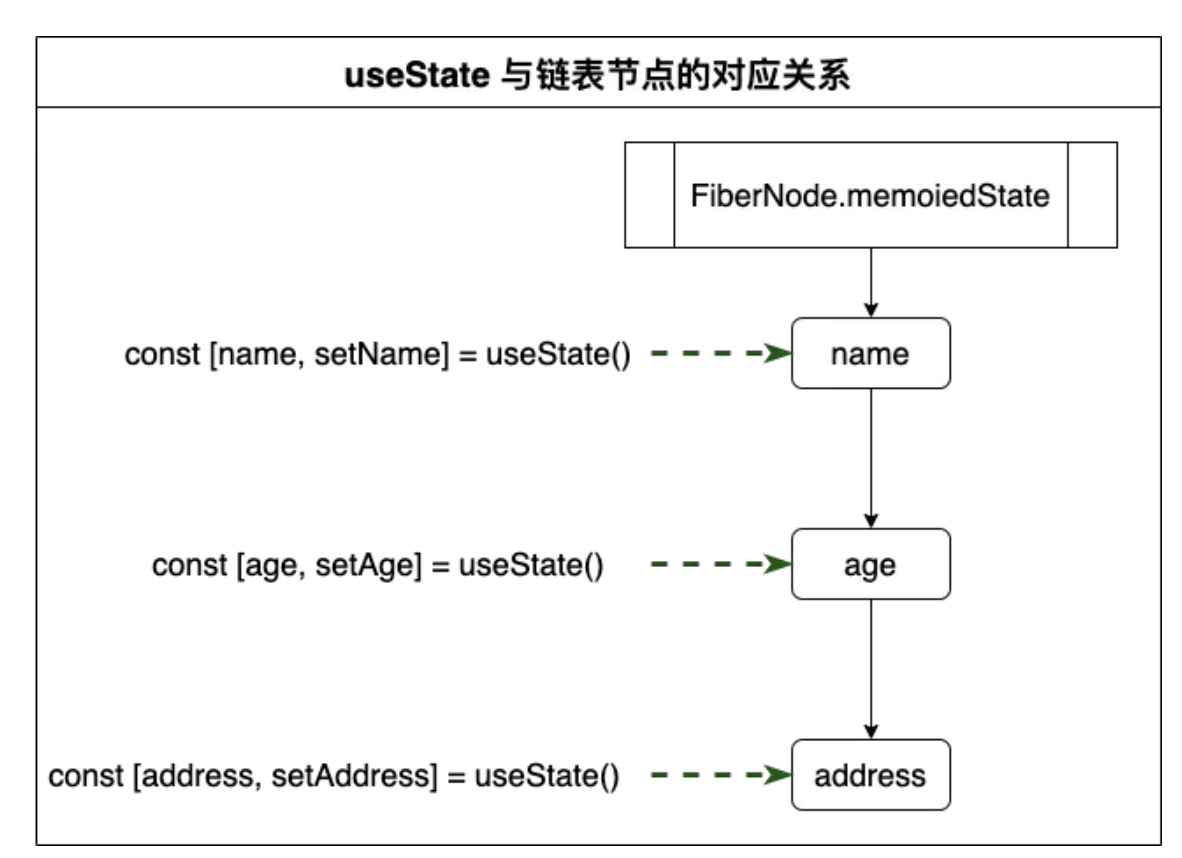 useState 与链表节点的对应关系
FiberNode.memoiedState
const [name, setName] = useState()
name
const [age, setAge] = useState()
age
const [address, setAddress] = useState()
address